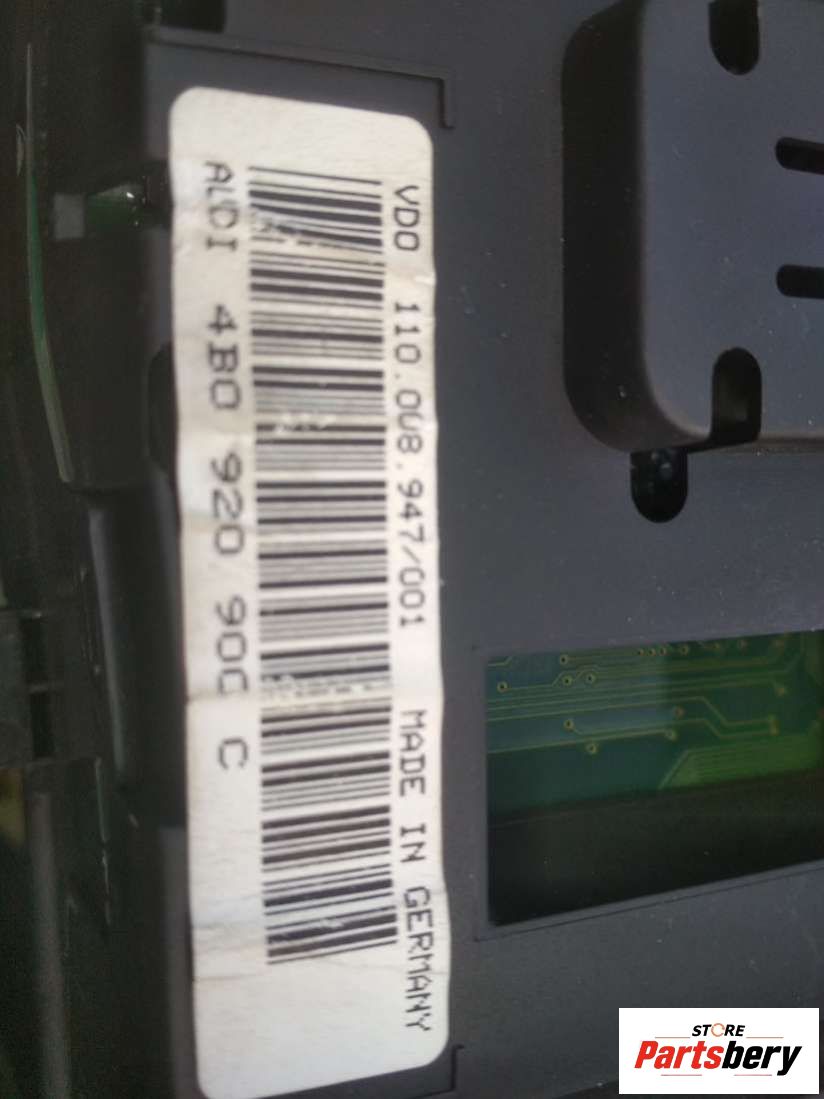 VDO 110.008.947/001 MADE IN GERMANY
AUDI 4B0 920 900 C
STORE
Partsbery